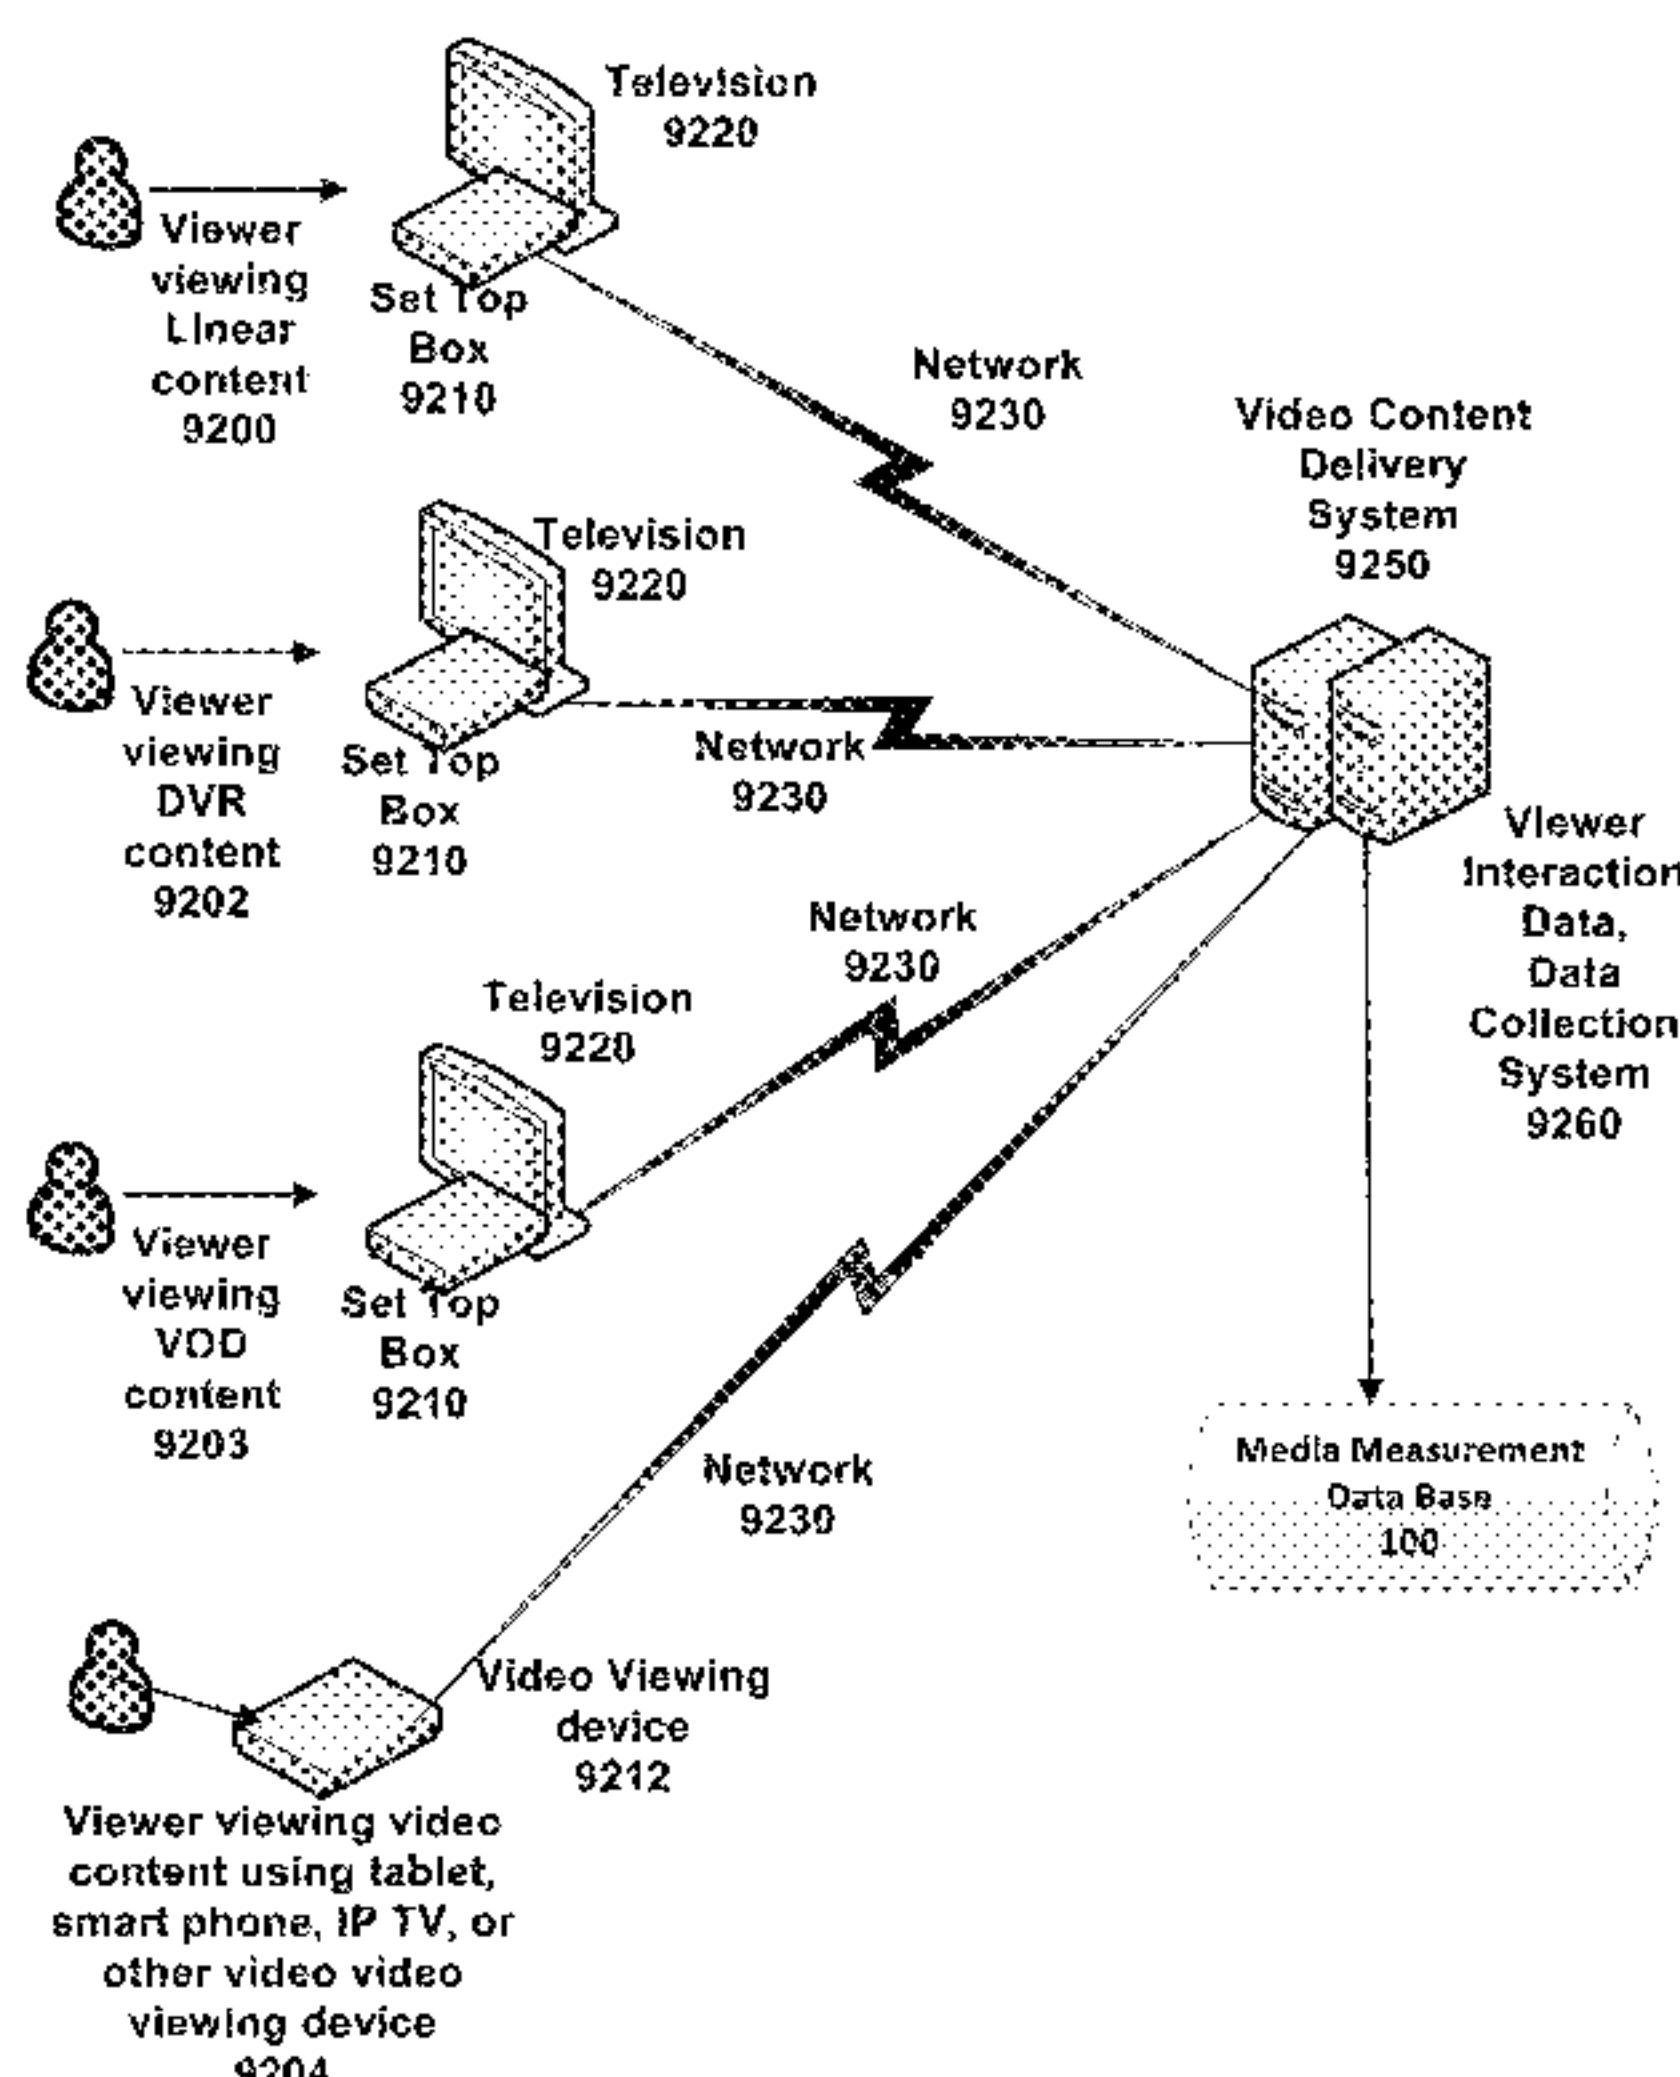 Television
9220
Viewer
viewing
Linear
content
9200
Set Top
Box
9210
Network
9230
Video Content
Delivery
System
9250
Television
9220
Viewer
viewing
DVR
content
9202
Set Top
Box
9210
Network
9230
Viewer
Interaction
Data,
Data
Collection
System
9260
Network
9230
Television
9220
Viewer
viewing
VOD
content
9203
Set Top
Box
9210
Network
9230
Media Measurement
Data Base
100
Video Viewing
device
9212
Viewer viewing video
content using tablet,
smart phone, IP TV, or
other video video
viewing device
9204